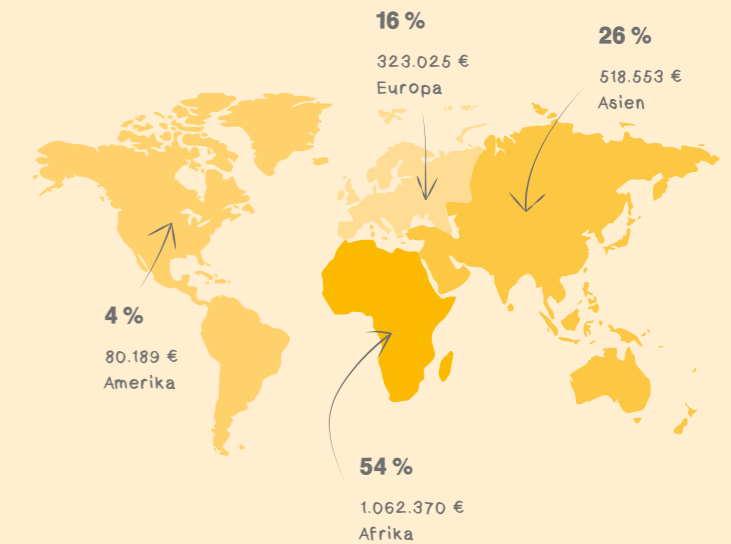 16 %
323.025 €
Europa
26 %
518.553 €
Asien
4 %
80.189 €
Amerika
54 %
1.062.370 €
Afrika